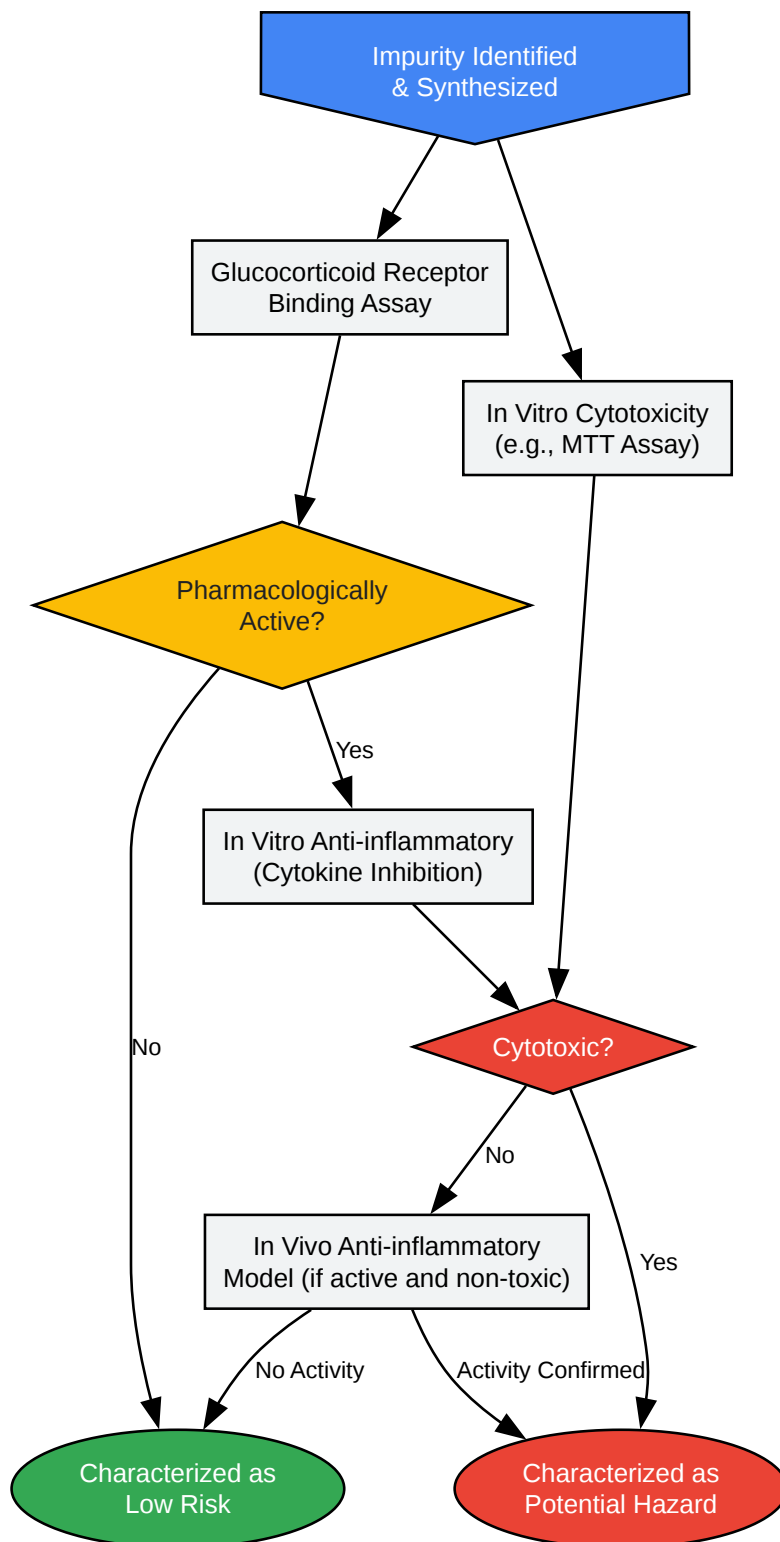 Impurity Identified
& Synthesized
Glucocorticoid Receptor
Binding Assay
In Vitro Cytotoxicity
(e.g., MTT Assay)
Pharmacologically
Active?
Yes
In Vitro Anti-inflammatory
(Cytokine Inhibition)
No
Cytotoxic?
No
In Vivo Anti-inflammatory
Model (if active and non-toxic)
Yes
No Activity
Activity Confirmed
Characterized as
Low Risk
Characterized as
Potential Hazard